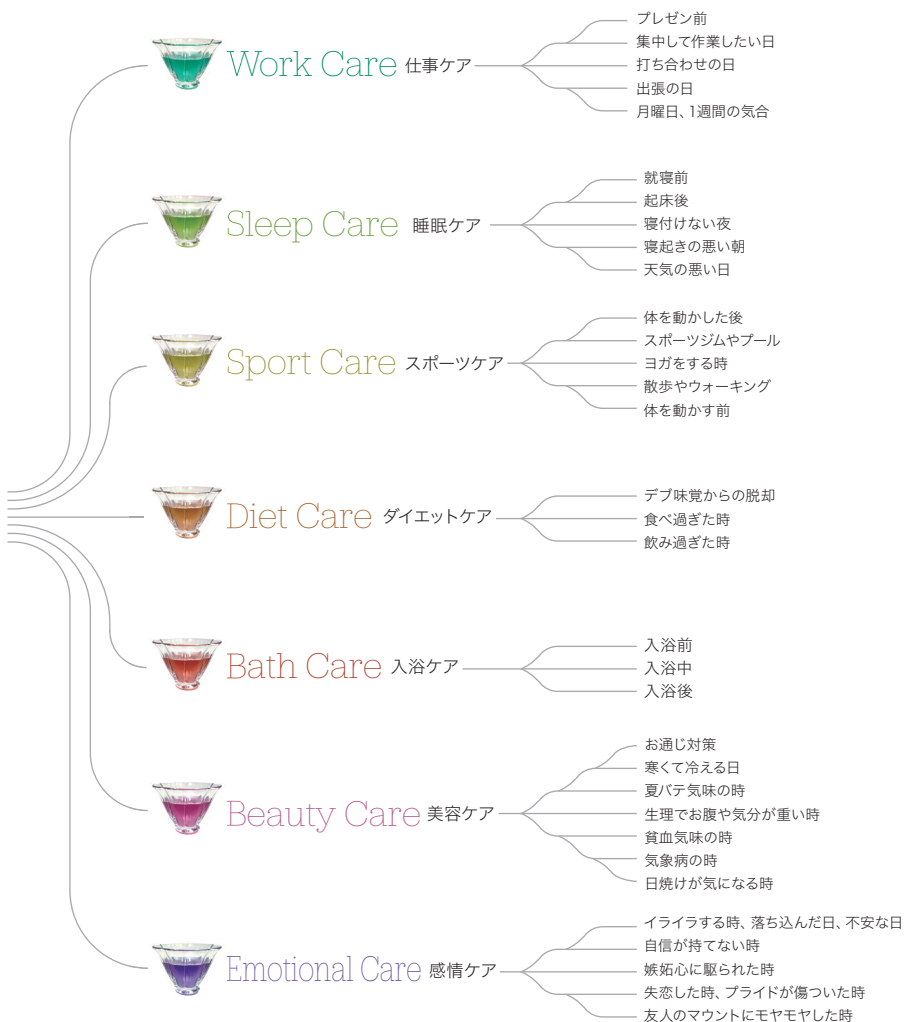 Work Care 仕事ケア
プレゼン前
集中して作業したい日
打ち合わせの日
出張の日
月曜日、1週間の気合
Sleep Care 睡眠ケア
就寝前
起床後
寝付けない夜
寝起きの悪い朝
天気の悪い日
Sport Care スポーツケア
体を動かした後
スポーツジムやプール
ヨガをする時
散歩やウォーキング
体を動かす前
Diet Care ダイエットケア
デブ味覚からの脱却
食べ過ぎた時
飲み過ぎた時
Bath Care 入浴ケア
入浴前
入浴中
入浴後
Beauty Care 美容ケア
お通じ対策
寒くて冷える日
夏バテ気味の時
生理でお腹や気分が重い時
貧血気味の時
気象病の時
日焼けが気になる時
Emotional Care 感情ケア
イライラする時、落ち込んだ日、不安な日
自信が持てない時
嫉妬心に駆られた時
失恋した時、プライドが傷ついた時
友人のマウントにモヤモヤした時